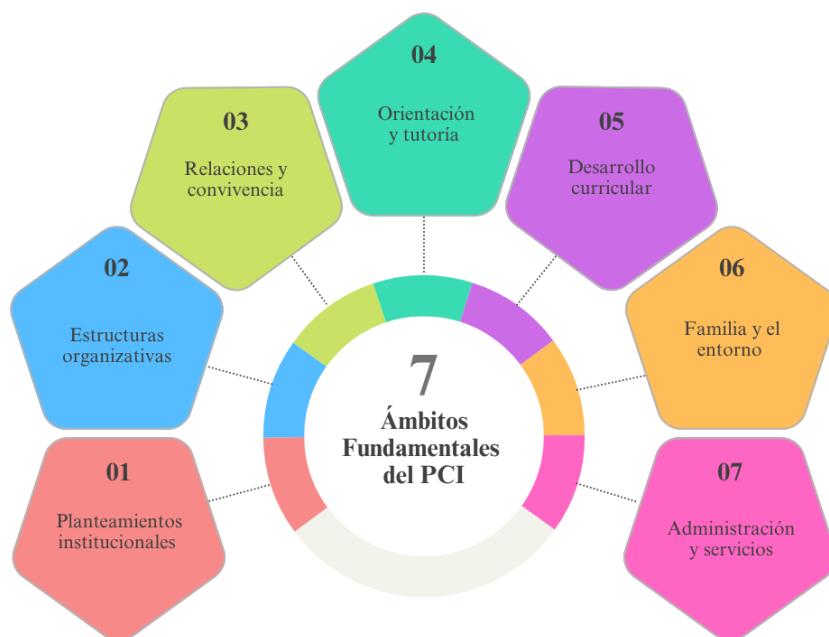 04
Orientación
y tutoría
03
Relaciones y
convivencia
05
Desarrollo
curricular
02
Estructuras
organizativas
06
Familia y el
entorno
7
Ámbitos
Fundamentales
del PCI
01
Planteamientos
institucionales
07
Administración
y servicios